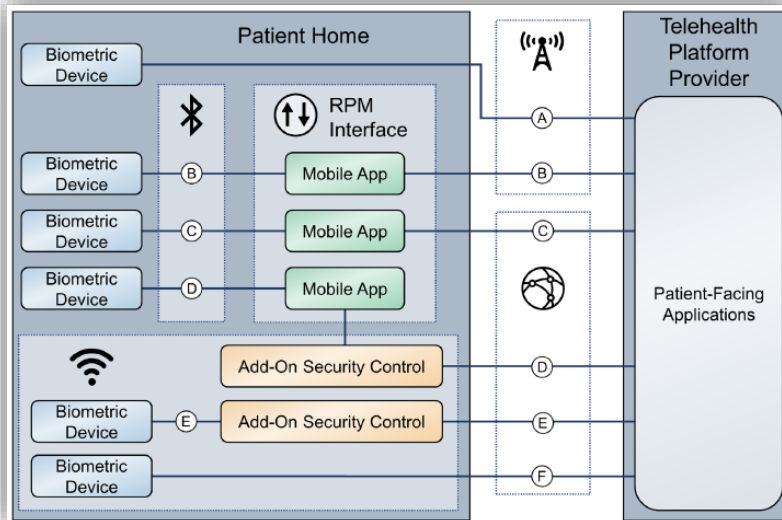 Patient Home
Telehealth
Platform
Provider
Biometric
Device
RPM
Interface
A
Biometric
Device
B
Mobile App
B
Biometric
Device
C
Mobile App
C
Biometric
Device
D
Mobile App
Patient-Facing
Applications
Add-On Security Control
D
Biometric
Device
E
Add-On Security Control
E
Biometric
Device
F